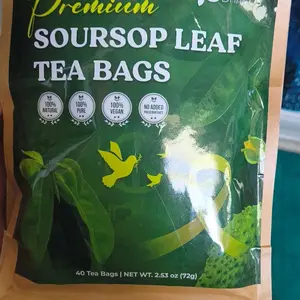 Premium
SOURSOP LEAF
TEA BAGS
100%
NATURAL
100%
PURE
100%
VEGAN
NO ADDED
PRESERVATIVES
40 Tea Bags | NET WT. 2.53 oz (72g)